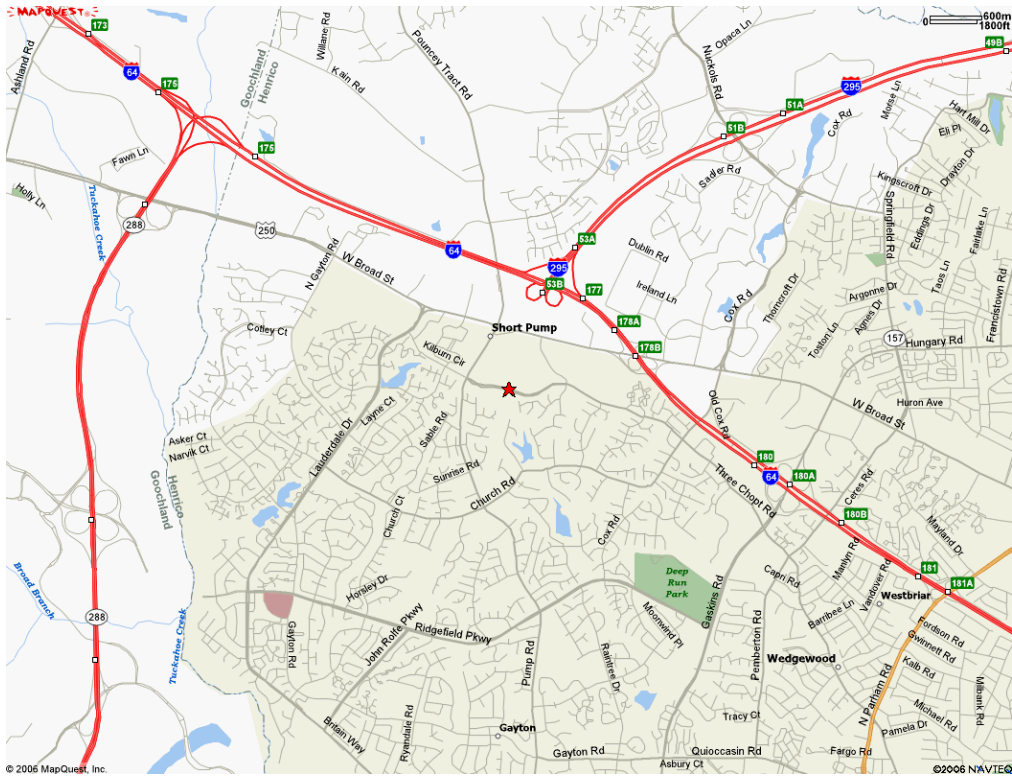 MAPQUEST
173
Ashland Rd
64
175
Goochland
Henrico
Willane Rd
Kain Rd
Pouncey Tract Rd
Nuckols Rd
Opaca Ln
0
600m
1800ft
49B
295
51A
51B
Cox Rd
Morse Ln
Hart Mill Dr
Eli Pl
Drayton Dr
175
Fawn Ln
Holly Ln
Tuckahoe Creek
288
250
N Gayton Rd
W Broad St
64
Sadler Rd
Kingscroft Dr
Springfield Rd
Eddings Dr
Fairlake Ln
Taos Ln
Francistown Rd
53A
295
53B
177
Dublin Rd
Ireland Ln
Cox Rd
Thorncroft Dr
Argonne Dr
Agnes Dr
Toston Ln
157
Hungary Rd
178A
178B
Short Pump
Cotley Ct
Kilburn Cir
Layne Ct
Sable Rd
Lauderdale Dr
Asker Ct
Narvik Ct
Henrico
Goochland
Sunrise Rd
Church Rd
Church Ct
Cox Rd
Old Cox Rd
W Broad St
Huron Ave
180
64
180A
Three Chopt Rd
Ceres Rd
180B
Mayland Dr
Manlyn Rd
Vandover Rd
181
181A
Westbriar
Deep
Run
Park
Gaskins Rd
Capri Rd
Barribee Ln
Pemberton Rd
Wedgewood
Fordson Rd
Gwinnett Rd
Kalb Rd
Milbank Rd
Michael Rd
Pamela Dr
N Parham Rd
Fargo Rd
Broad Branch
288
Tuckahoe Creek
Horsley Dr
Gayton Rd
John Rolfe Pkwy
Ridgefield Pkwy
Moonwind Pl
Raintree Dr
Pump Rd
Britain Way
Ryandale Rd
Gayton
Gayton Rd
Asbury Ct
Quioccasin Rd
Tracy Ct
© 2006 MapQuest, Inc.
©2006 NAVTEQ